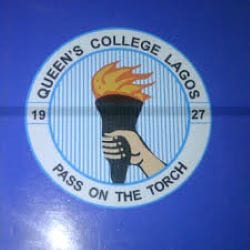 QUEEN'S COLLEGE LAGOS
19 27
PASS ON THE TORCH